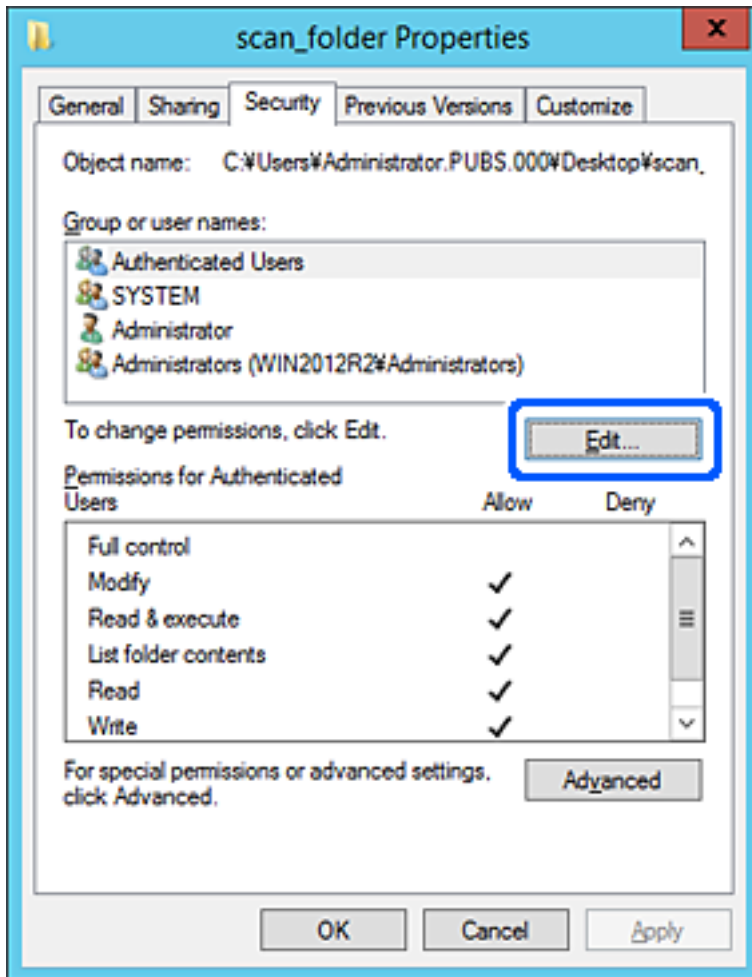 scan_folder Properties
x
General Sharing Security Previous Versions Customize
Object name: C:¥Users¥Administrator.PUBS.000¥Desktop¥scan_
Group or user names:
Authenticated Users
SYSTEM
Administrator
Administrators (WIN2012R2¥Administrators)
To change permissions, click Edit.
Edit...
Permissions for Authenticated
Users
Allow Deny
Full control
Modify
Read & execute
List folder contents
Read
Write
For special permissions or advanced settings,
click Advanced.
Advanced
OK Cancel Apply